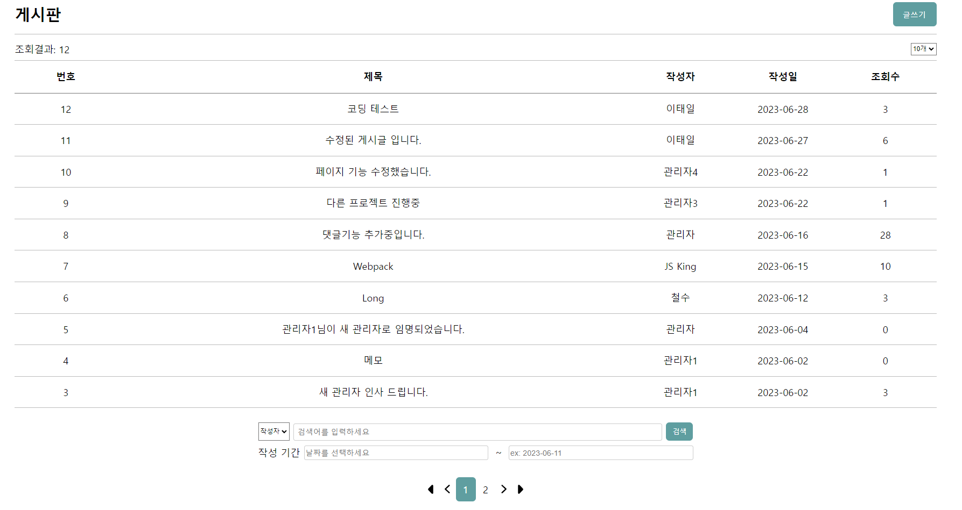 게시판
글쓰기
조회결과: 12
10개
번호 제목 작성자 작성일 조회수
12 코딩 테스트 이태일 2023-06-28 3
11 수정된 게시글 입니다. 이태일 2023-06-27 6
10 페이지 기능 수정했습니다. 관리자4 2023-06-22 1
9 다른 프로젝트 진행중 관리자3 2023-06-22 1
8 댓글기능 추가중입니다. 관리자 2023-06-16 28
7 Webpack JS King 2023-06-15 10
6 Long 철수 2023-06-12 3
5 관리자1님이 새 관리자로 임명되었습니다. 관리자 2023-06-04 0
4 메모 관리자1 2023-06-02 0
3 새 관리자 인사 드립니다. 관리자1 2023-06-02 3
작성자 검색어를 입력하세요 검색
작성 기간 날짜를 선택하세요 ~ ex: 2023-06-11
1 2